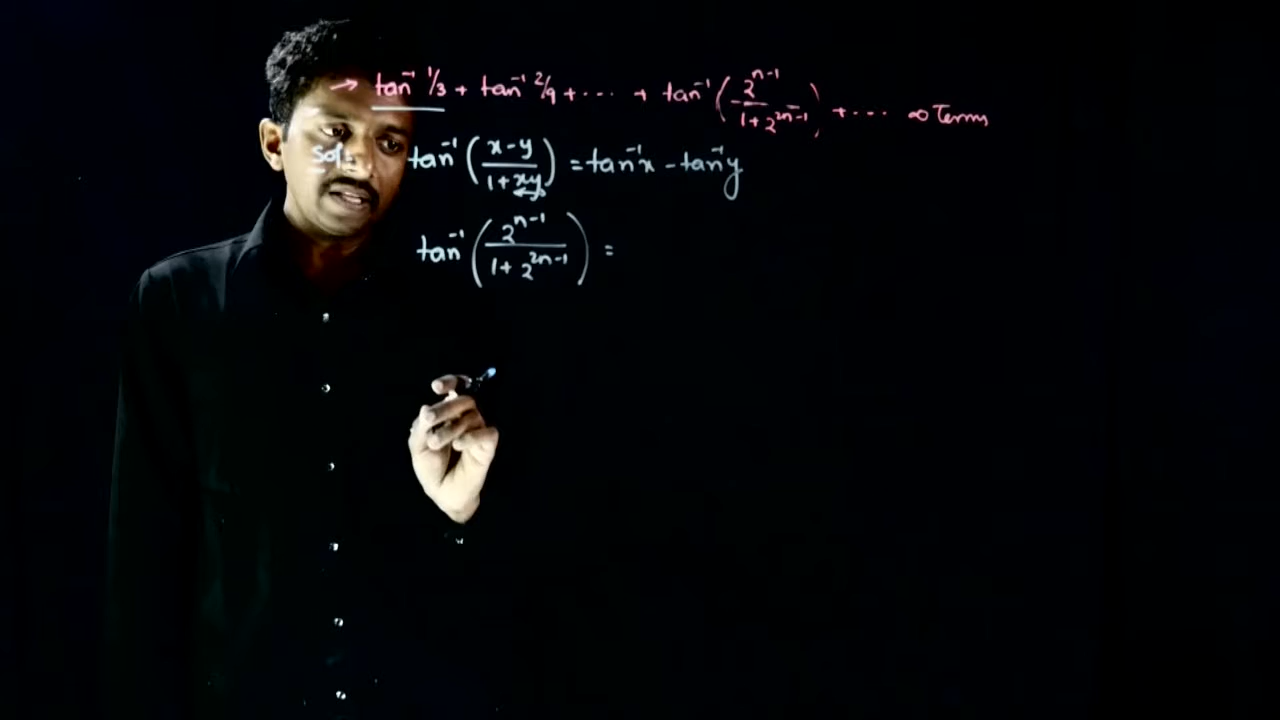 → tan⁻¹ 1/3 + tan⁻¹ 2/9 + ---- + tan⁻¹ (2ⁿ⁻¹ / 1+2²ⁿ⁻¹) + ---- ∞ Terms
Sol: tan⁻¹ (x-y / 1+xy) = tan⁻¹x - tan⁻¹y
tan⁻¹ (2ⁿ⁻¹ / 1+2²ⁿ⁻¹) =